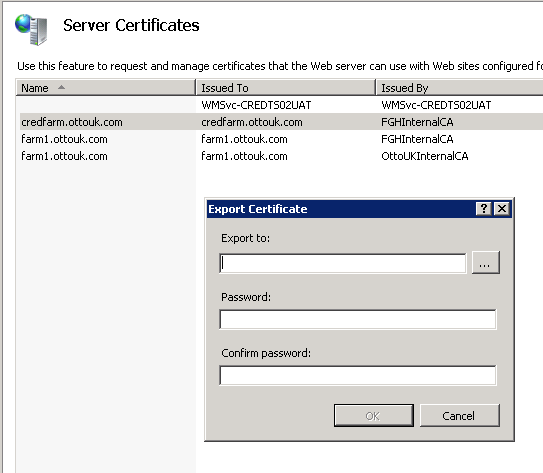 Server Certificates
Use this feature to request and manage certificates that the Web server can use with Web sites configured fo
Name Issued To Issued By
WMSvc-CREDTS02UAT WMSvc-CREDTS02UAT
credfarm.ottouk.com credfarm.ottouk.com FGHInternalCA
farm1.ottouk.com farm1.ottouk.com FGHInternalCA
farm1.ottouk.com farm1.ottouk.com OttoUKInternalCA
Export Certificate ? X
Export to:
...
Password:
Confirm password:
OK Cancel